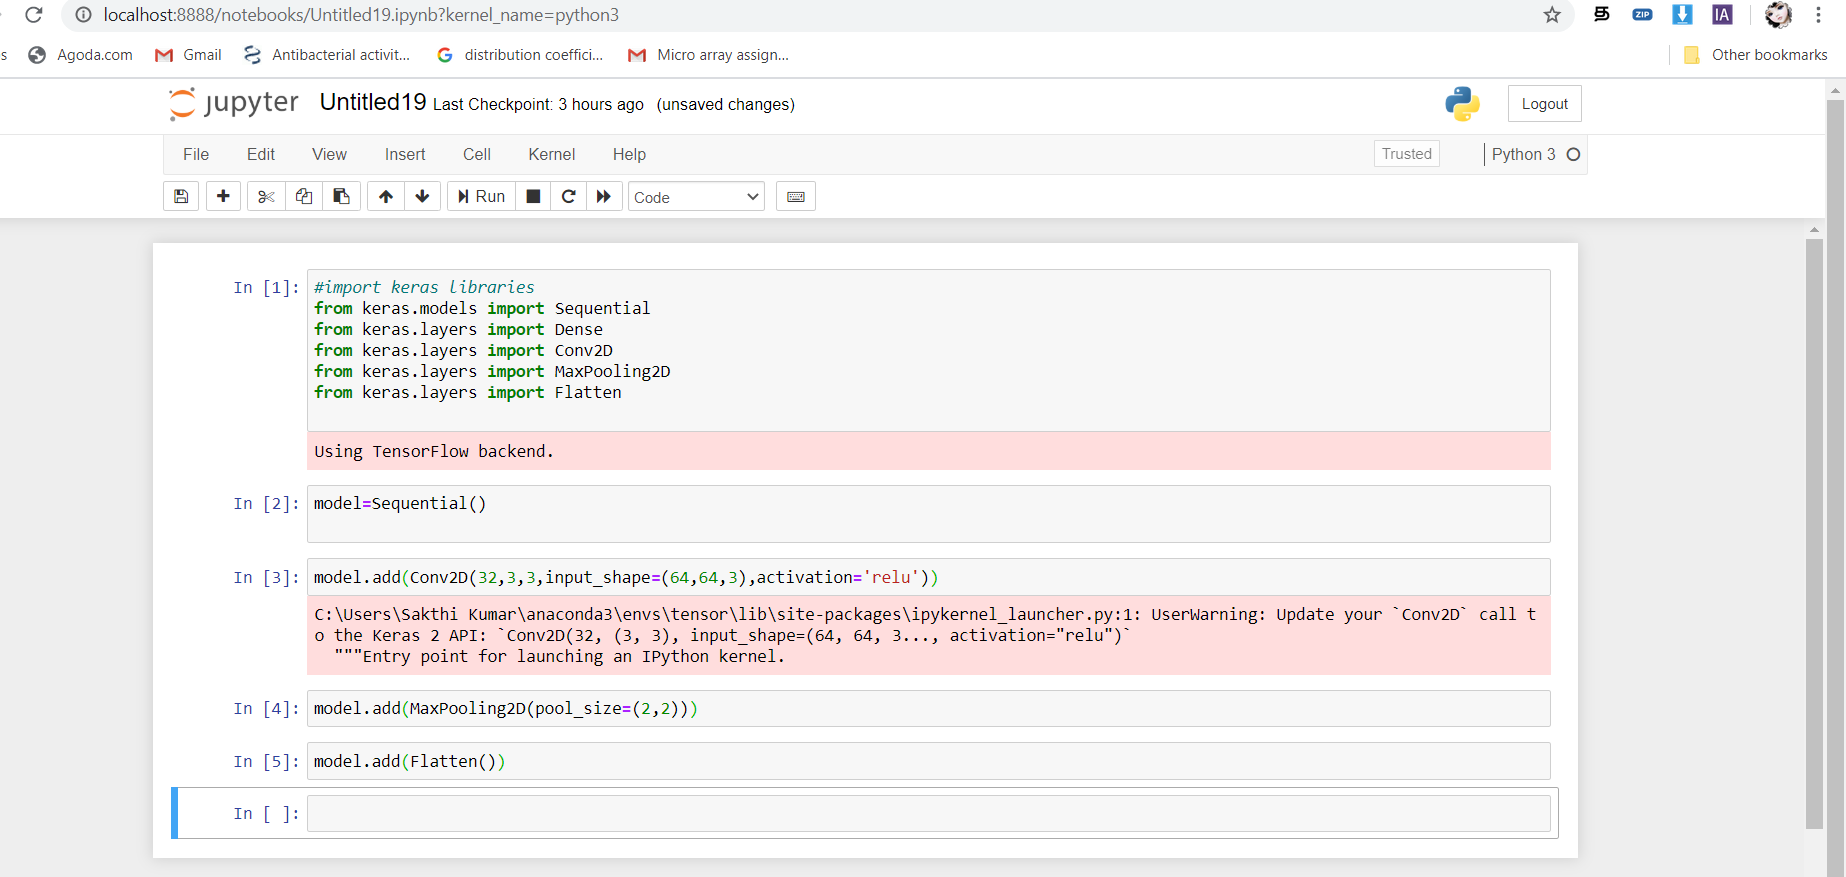 localhost:8888/notebooks/Untitled19.ipynb?kernel_name=python3
ZIP IA
s Agoda.com Gmail Antibacterial activit... distribution coeffici... Micro array assign... Other bookmarks
jupyter Untitled19 Last Checkpoint: 3 hours ago (unsaved changes) Logout
File Edit View Insert Cell Kernel Help Trusted Python 3
Run Code
In [1]: #import keras libraries
from keras.models import Sequential
from keras.layers import Dense
from keras.layers import Conv2D
from keras.layers import MaxPooling2D
from keras.layers import Flatten
Using TensorFlow backend.
In [2]: model=Sequential()
In [3]: model.add(Conv2D(32,3,3,input_shape=(64,64,3),activation='relu'))
C:\Users\Sakthi Kumar\anaconda3\envs\tensor\lib\site-packages\ipykernel_launcher.py:1: UserWarning: Update your `Conv2D` call t
o the Keras 2 API: `Conv2D(32, (3, 3), input_shape=(64, 64, 3..., activation="relu")`
"""Entry point for launching an IPython kernel.
In [4]: model.add(MaxPooling2D(pool_size=(2,2)))
In [5]: model.add(Flatten())
In [ ]: